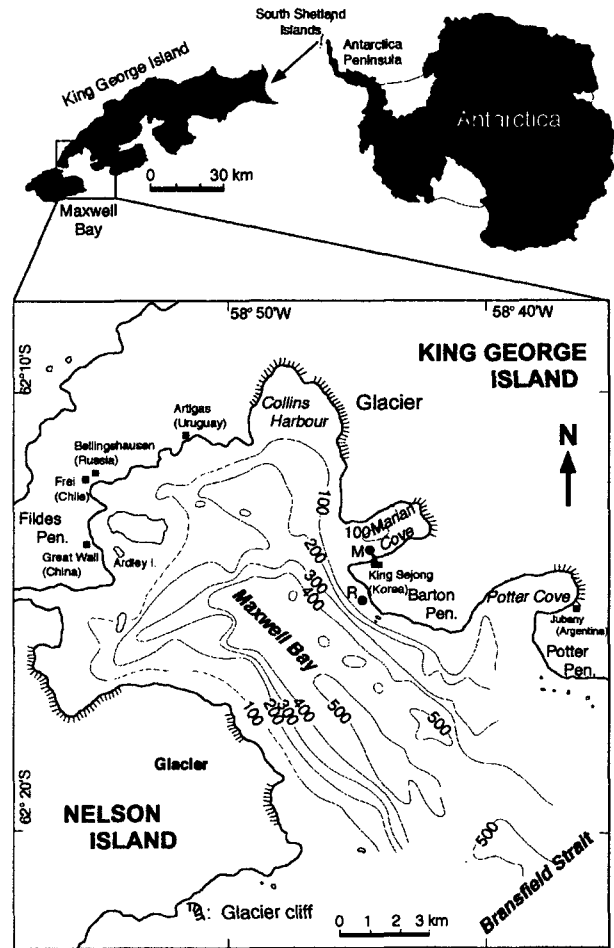 South Shetland
Islands
Antarctica
Peninsula
King George Island
Antarctica
0 30 km
Maxwell
Bay
58° 50'W
58° 40'W
62° 10'S
KING GEORGE
ISLAND
Collins
Harbour
Glacier
N
Artigas
(Uruguay)
Bellingshausen
(Russia)
Frei
(Chile)
Fildes
Pen.
Great Wall
(China)
Ardley I.
100
200
300
400
100
Marian
Cove
M
King Sejong
(Korea)
R
Barton
Pen.
Potter Cove
Jubany
(Argentina)
Potter
Pen.
Maxwell Bay
100
200
300
400
500
500
500
Glacier
62° 20'S
NELSON
ISLAND
Bransfield Strait
: Glacier cliff
0 1 2 3 km